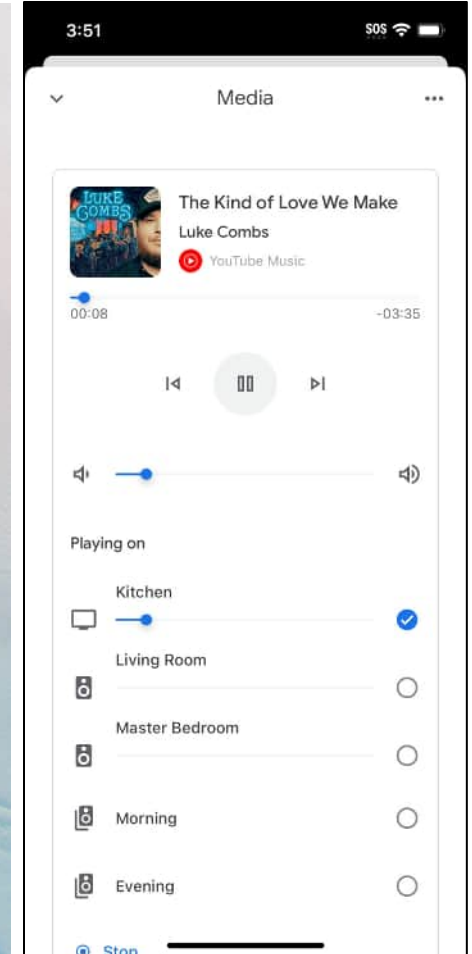 3:51
SOS
Media
LUKE
COMBS
The Kind of Love We Make
Luke Combs
YouTube Music
00:08
-03:35
Playing on
Kitchen
Living Room
Master Bedroom
Morning
Evening
Stop